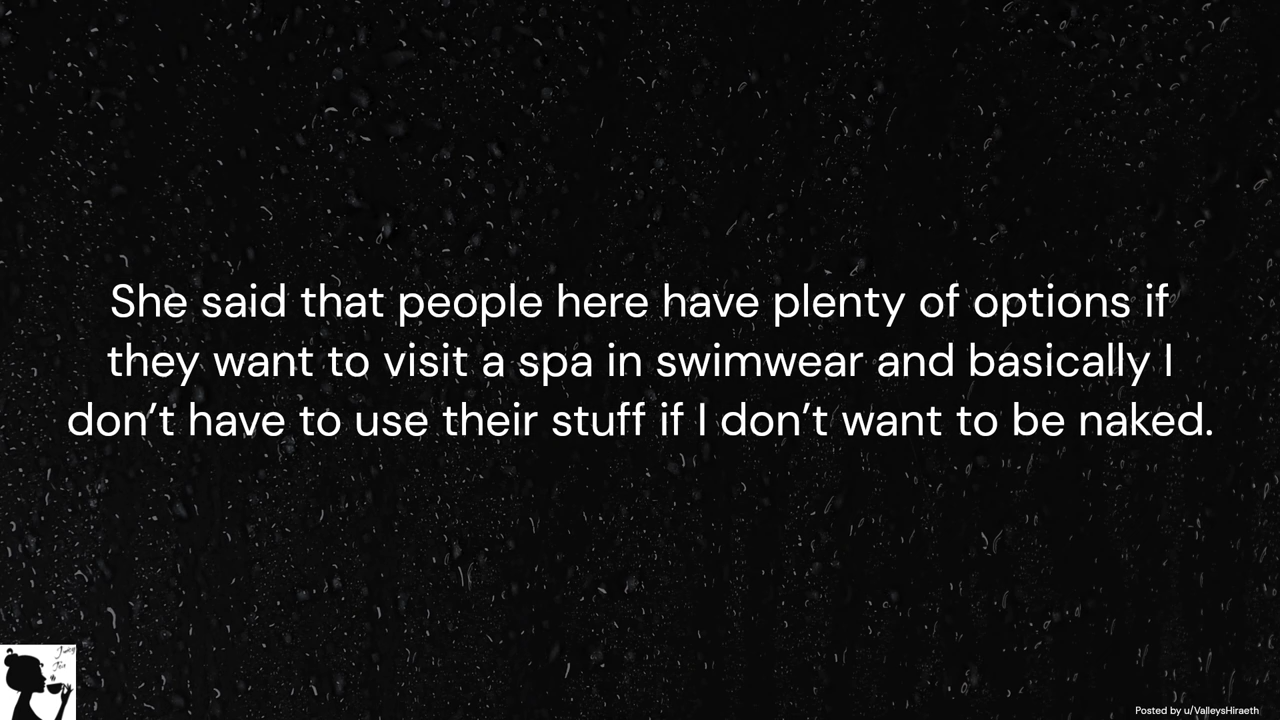 She said that people here have plenty of options if
they want to visit a spa in swimwear and basically I
don’t have to use their stuff if I don’t want to be naked.
Posted by u/ValleysHiraeth